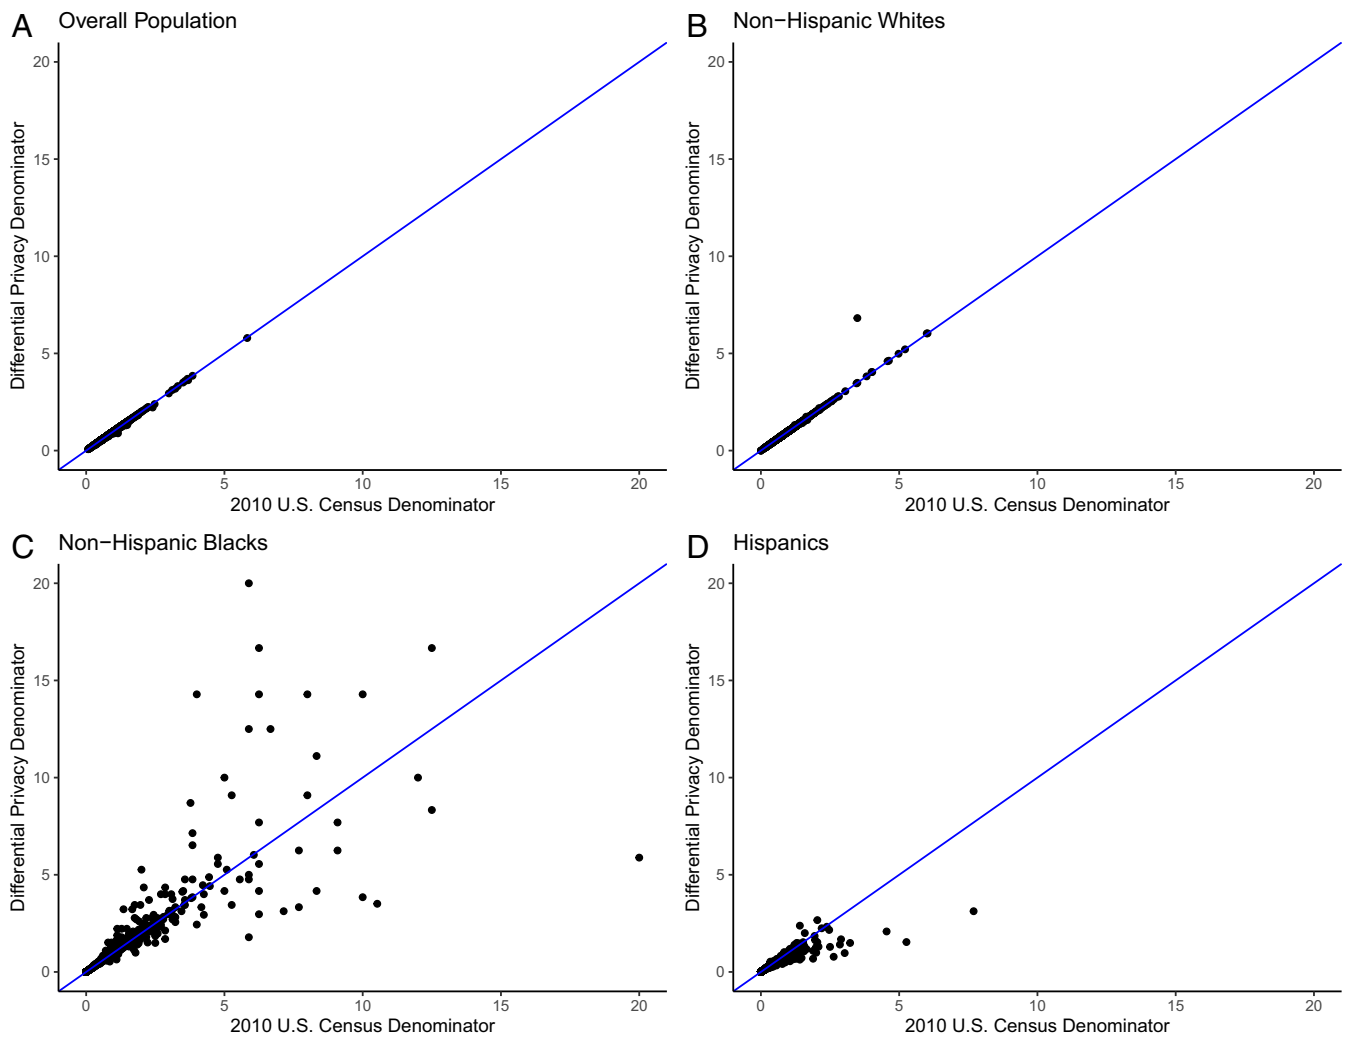 A Overall Population
20
15
10
5
0
Differential Privacy Denominator
0 5 10 15 20
2010 U.S. Census Denominator
B Non−Hispanic Whites
20
15
10
5
0
Differential Privacy Denominator
0 5 10 15 20
2010 U.S. Census Denominator
C Non−Hispanic Blacks
20
15
10
5
0
Differential Privacy Denominator
0 5 10 15 20
2010 U.S. Census Denominator
D Hispanics
20
15
10
5
0
Differential Privacy Denominator
0 5 10 15 20
2010 U.S. Census Denominator